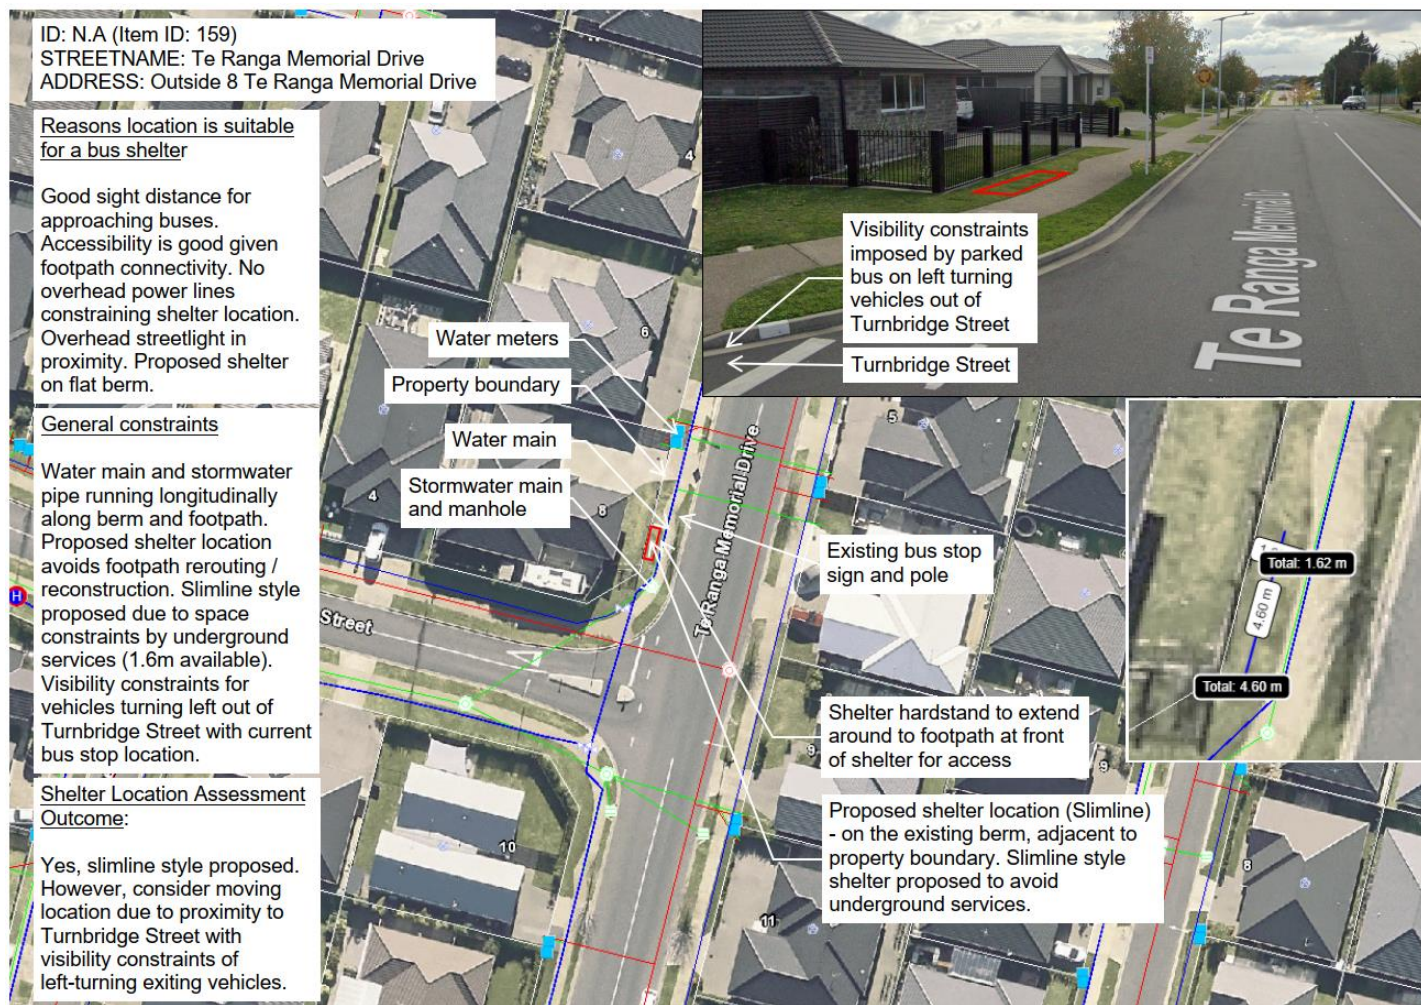 ID: N.A (Item ID: 159)
STREETNAME: Te Ranga Memorial Drive
ADDRESS: Outside 8 Te Ranga Memorial Drive
Reasons location is suitable
for a bus shelter
Good sight distance for
approaching buses.
Accessibility is good given
footpath connectivity. No
overhead power lines
constraining shelter location.
Overhead streetlight in
proximity. Proposed shelter
on flat berm.
General constraints
Water main and stormwater
pipe running longitudinally
along berm and footpath.
Proposed shelter location
avoids footpath rerouting /
reconstruction. Slimline style
proposed due to space
constraints by underground
services (1.6m available).
Visibility constraints for
vehicles turning left out of
Turnbridge Street with current
bus stop location.
Shelter Location Assessment
Outcome:
Yes, slimline style proposed.
However, consider moving
location due to proximity to
Turnbridge Street with
visibility constraints of
left-turning exiting vehicles.
Visibility constraints
imposed by parked
bus on left turning
vehicles out of
Turnbridge Street
Turnbridge Street
Te Ranga Memorial Dr
Water meters
Property boundary
Water main
Stormwater main
and manhole
Existing bus stop
sign and pole
Shelter hardstand to extend
around to footpath at front
of shelter for access
Proposed shelter location (Slimline)
- on the existing berm, adjacent to
property boundary. Slimline style
shelter proposed to avoid
underground services.
Te Ranga Memorial Drive
Street
4
6
5
4
8
9
9
10
11
8
H
Total: 1.62 m
4.60 m
Total: 4.60 m